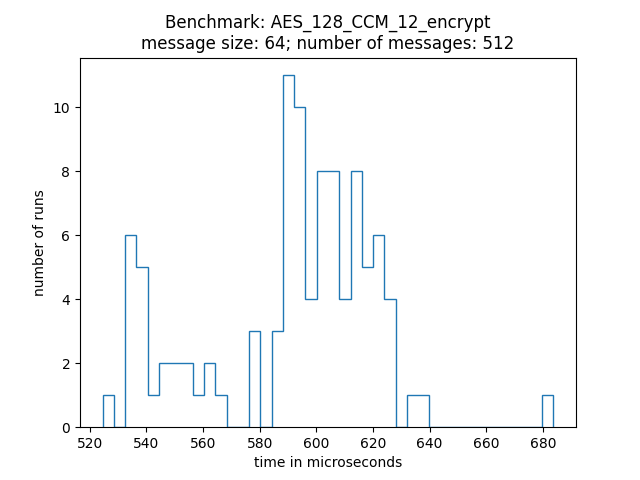 Benchmark: AES_128_CCM_12_encrypt
message size: 64; number of messages: 512
number of runs
10
8
6
4
2
0
520 540 560 580 600 620 640 660 680
time in microseconds